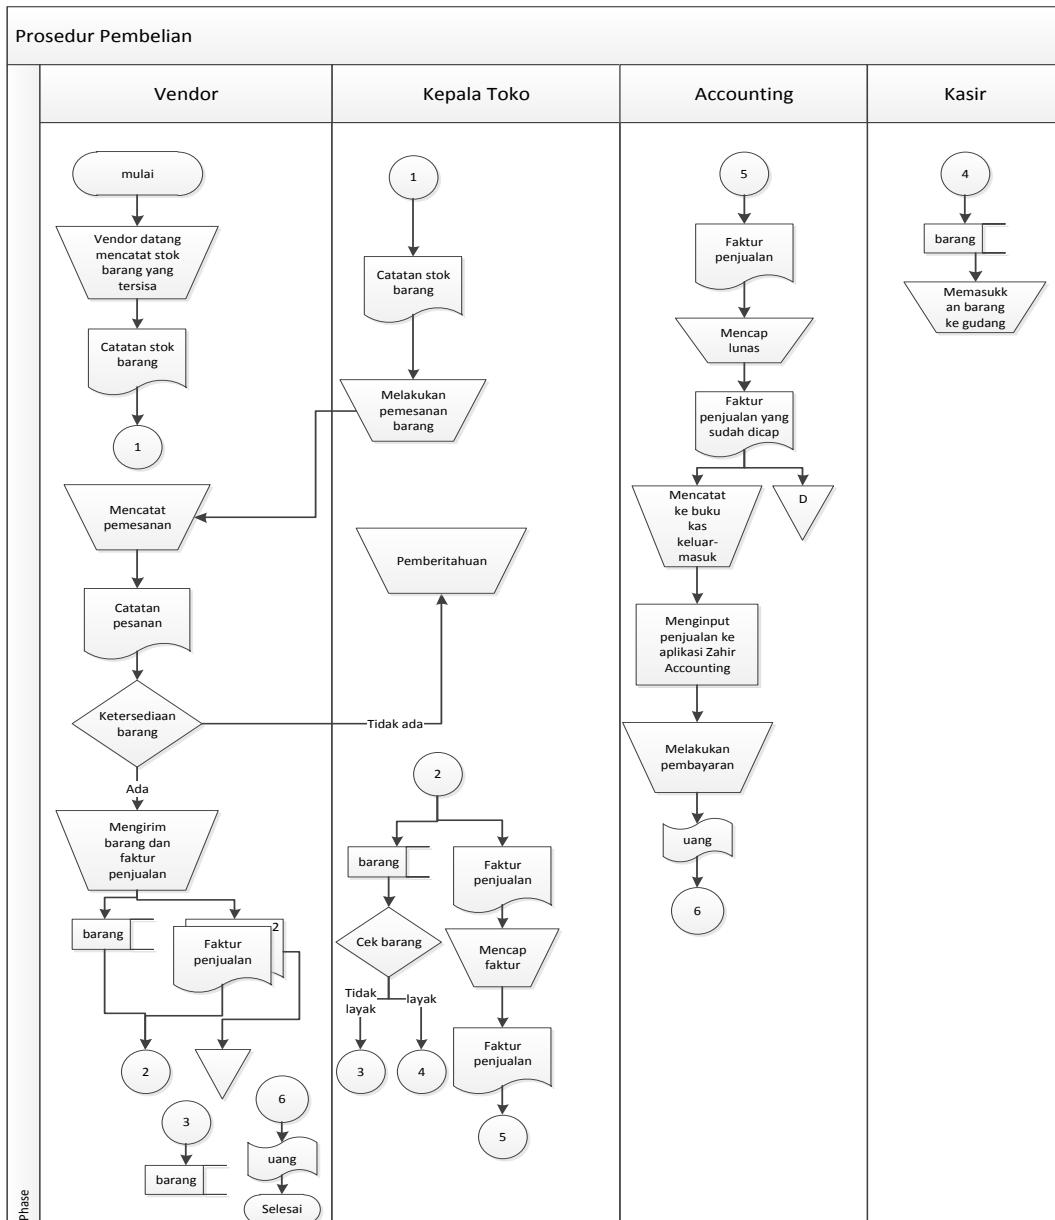 Prosedur Pembelian
Vendor
Kepala Toko
Accounting
Kasir
Phase
mulai
Vendor datang
mencatat stok
barang yang
tersisa
Catatan stok
barang
1
Mencatat
pemesanan
Catatan
pesanan
Ketersediaan
barang
Tidak ada
Ada
Mengirim
barang dan
faktur
penjualan
barang
2
Faktur
penjualan
2
3
barang
6
uang
Selesai
1
Catatan stok
barang
Melakukan
pemesanan
barang
Pemberitahuan
2
barang
Faktur
penjualan
Cek barang
Mencap
faktur
Tidak
layak
layak
3
4
Faktur
penjualan
5
5
Faktur
penjualan
Mencap
lunas
Faktur
penjualan yang
sudah dicap
Mencatat
ke buku
kas
keluar-
masuk
D
Menginput
penjualan ke
aplikasi Zahir
Accounting
Melakukan
pembayaran
uang
6
4
barang
Memasukk
an barang
ke gudang